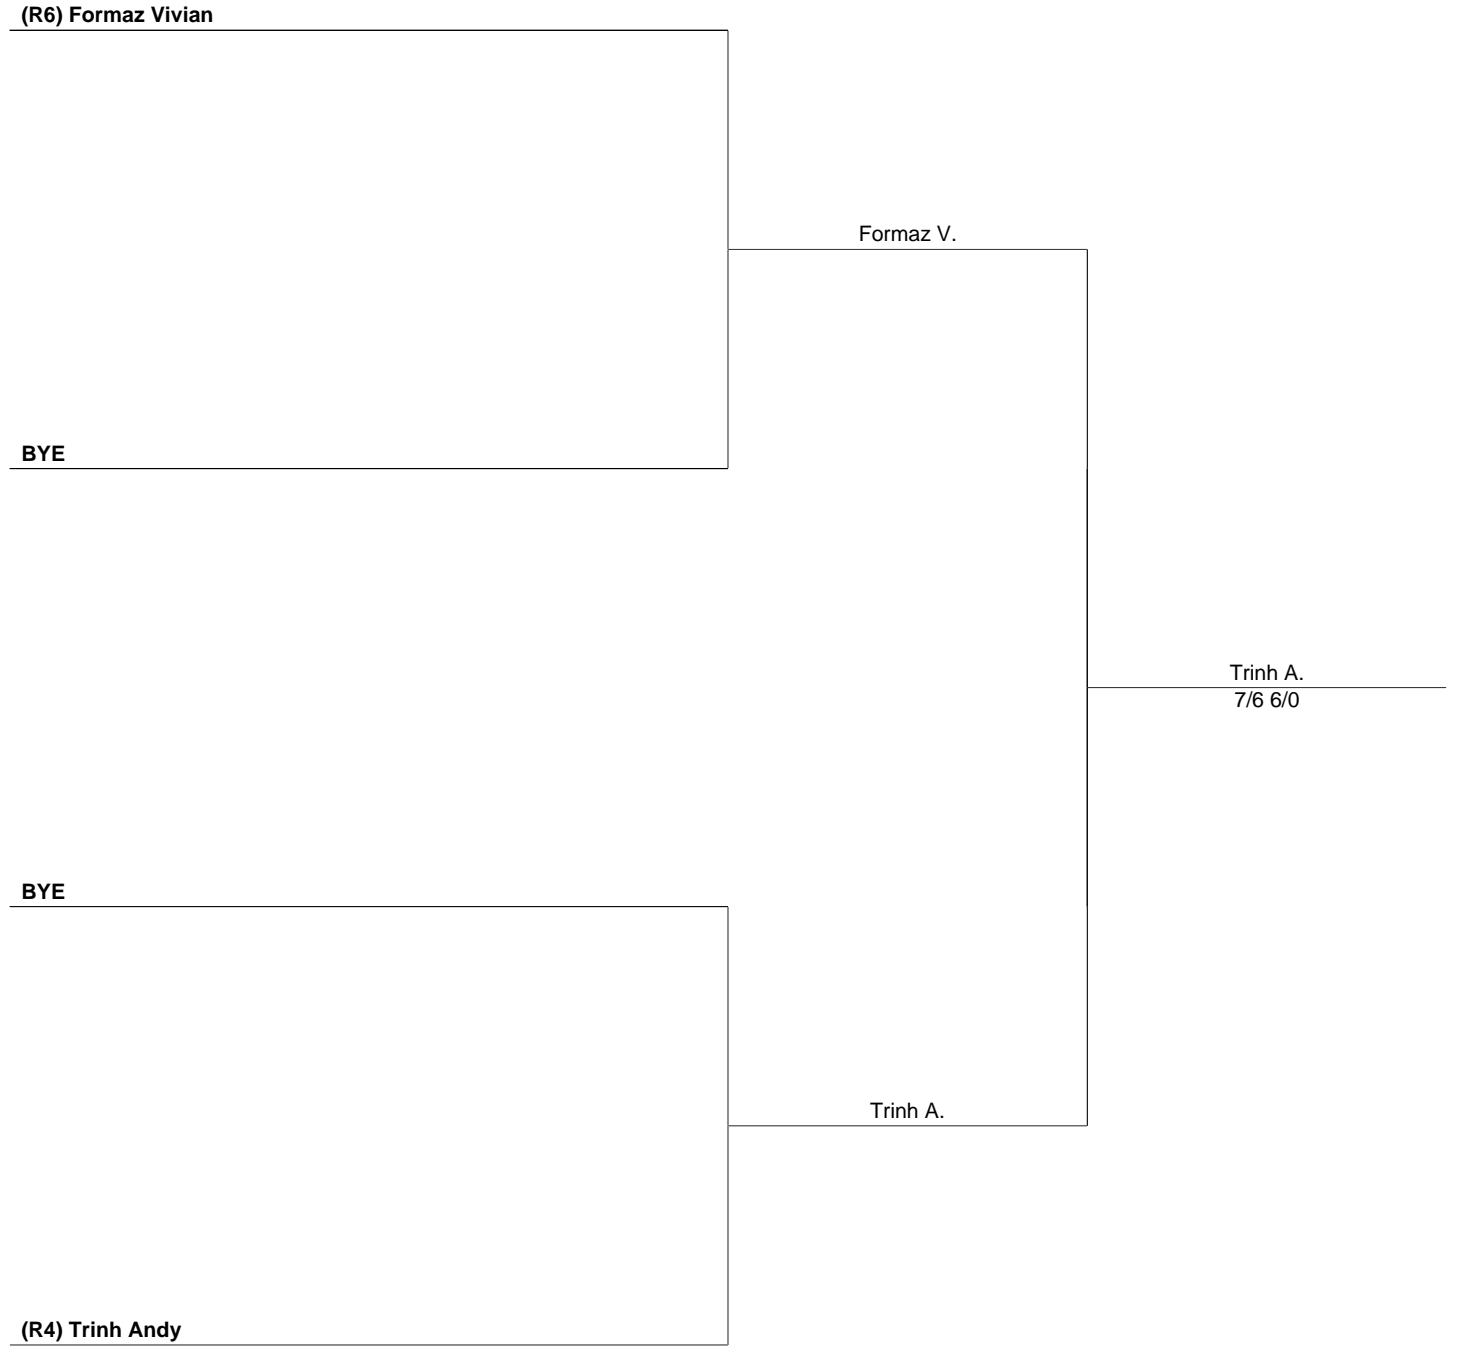 (R6) Formaz Vivian
Formaz V.
BYE
Trinh A.
7/6 6/0
BYE
Trinh A.
(R4) Trinh Andy